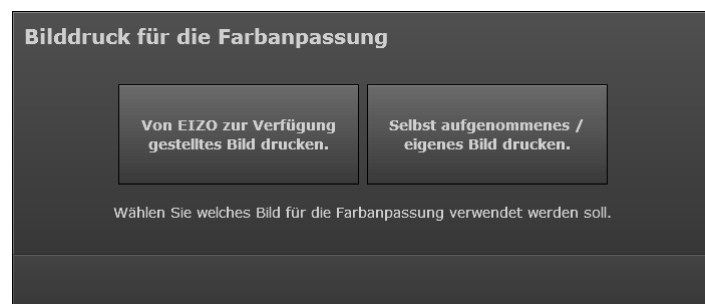 Bilddruck für die Farbanpassung
Von EIZO zur Verfügung
gestelltes Bild drucken.
Selbst aufgenommenes /
eigenes Bild drucken.
Wählen Sie welches Bild für die Farbanpassung verwendet werden soll.